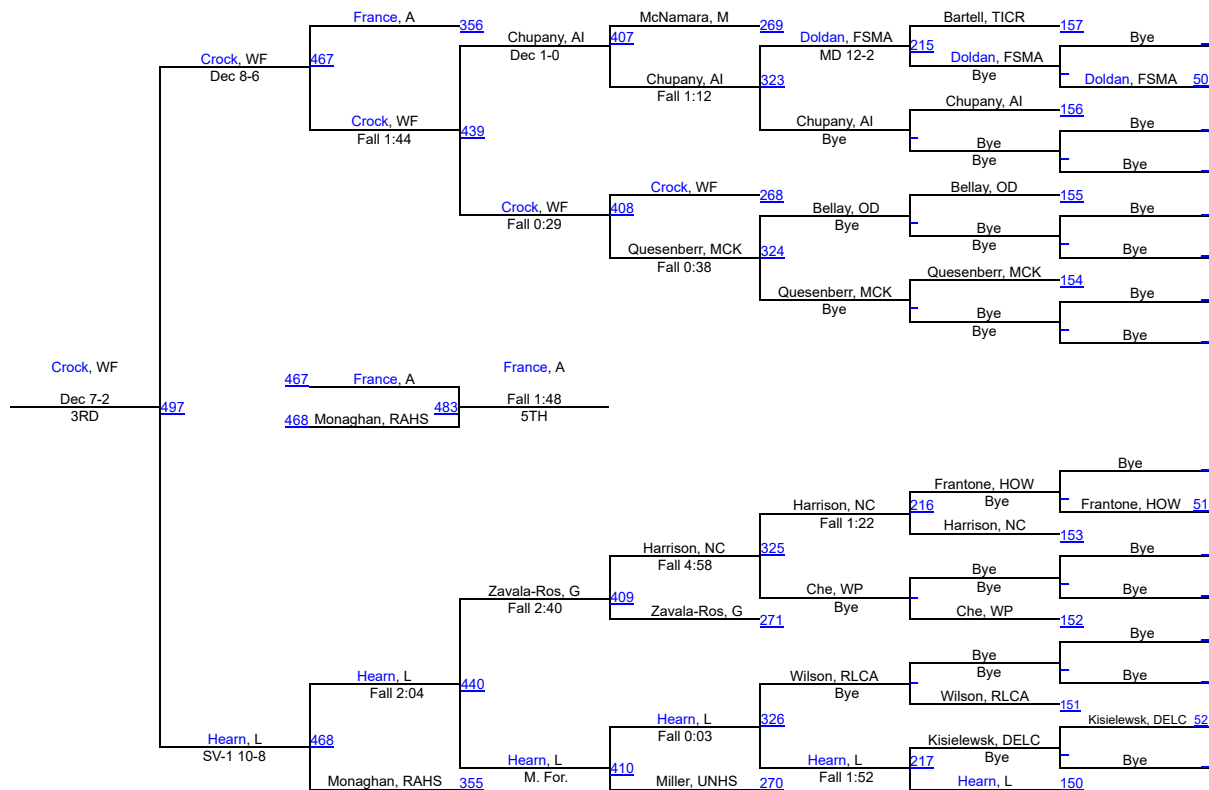 France, A 356
McNamara, M 269
Bartell, TICR 157
Chupany, AI 407
Doldan, FSMA 215
Bye
Dec 1-0
MD 12-2
Crock, WF 467
Doldan, FSMA
Dec 8-6
Bye
Chupany, AI 323
Doldan, FSMA 50
Fall 1:12
Chupany, AI 156
Crock, WF 439
Chupany, AI
Bye
Fall 1:44
Bye
Bye
Bye
Bye
Crock, WF 268
Bellay, OD 155
Crock, WF 408
Bellay, OD
Bye
Fall 0:29
Bye
Bye
Bye
Quesenberr, MCK 324
Bye
Fall 0:38
Quesenberr, MCK 154
Quesenberr, MCK
Bye
Bye
Bye
Bye
Bye
Crock, WF
France, A
467 France, A
Dec 7-2 497
483 Fall 1:48
3RD
468 Monaghan, RAHS
5TH
Bye
Frantone, HOW
Bye
Harrison, NC 216
Frantone, HOW 51
Fall 1:22
Harrison, NC 153
Harrison, NC 325
Bye
Fall 4:58
Bye
Zavala-Ros, G 409
Che, WP
Bye
Bye
Fall 2:40
Bye
Zavala-Ros, G 271
Che, WP 152
Bye
Bye
Hearn, L 440
Wilson, RLCA
Bye
Bye
Fall 2:04
Bye
Wilson, RLCA 151
Hearn, L 326
Kisielewsk, DELC 52
Fall 0:03
Hearn, L 468
Kisielewsk, DELC
SV-1 10-8
Bye
Hearn, L 410
Hearn, L 217
Bye
M. For.
Fall 1:52
Monaghan, RAHS 355
Miller, UNHS 270
Hearn, L 150